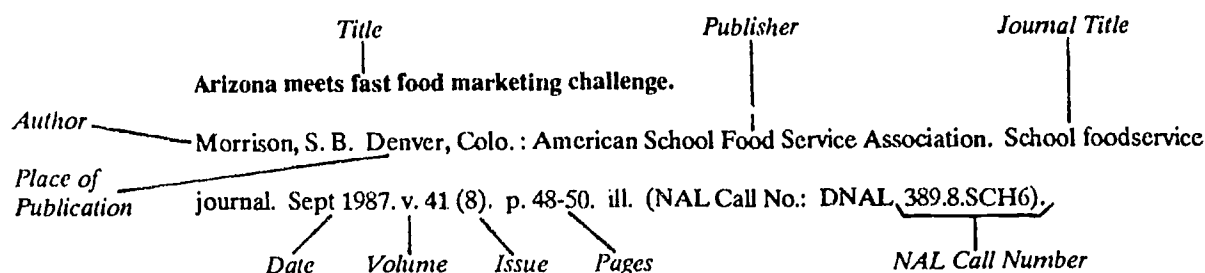 Title Publisher Journal Title
Arizona meets fast food marketing challenge.
Author
Morrison, S. B. Denver, Colo. : American School Food Service Association. School foodservice
Place of
Publication
journal. Sept 1987. v. 41 (8). p. 48-50. ill. (NAL Call No.: DNAL 389.8.SCH6).
Date Volume Issue Pages NAL Call Number